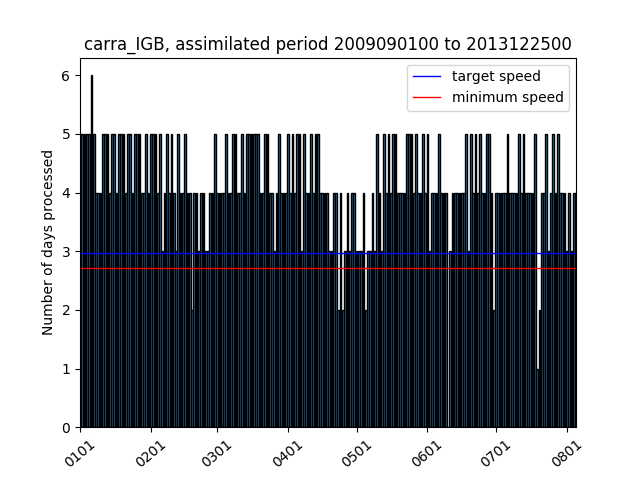 carra_IGB, assimilated period 2009090100 to 2013122500
target speed
minimum speed
Number of days processed
6
5
4
3
2
1
0
0101 0201 0301 0401 0501 0601 0701 0801